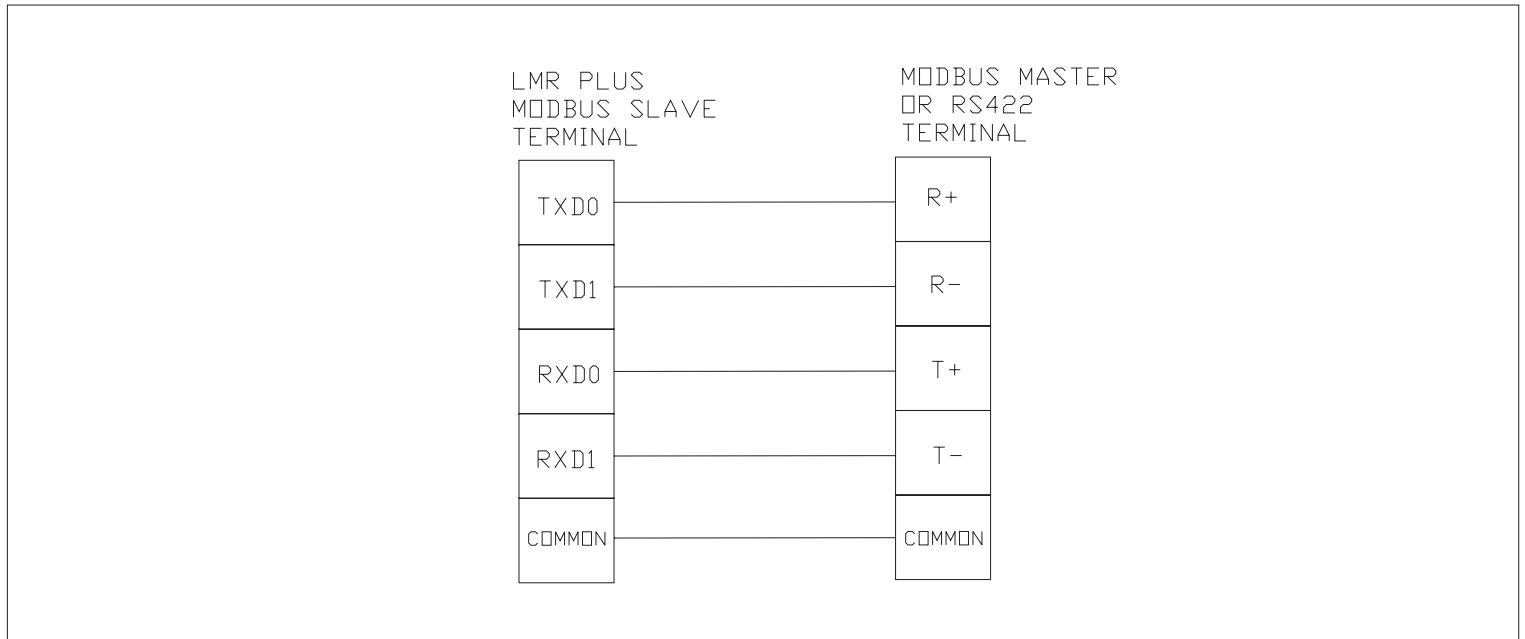 LMR PLUS
MODBUS SLAVE
TERMINAL
MODBUS MASTER
OR RS422
TERMINAL
TXD0
R+
TXD1
R-
RXD0
T+
RXD1
T-
COMMON
COMMON